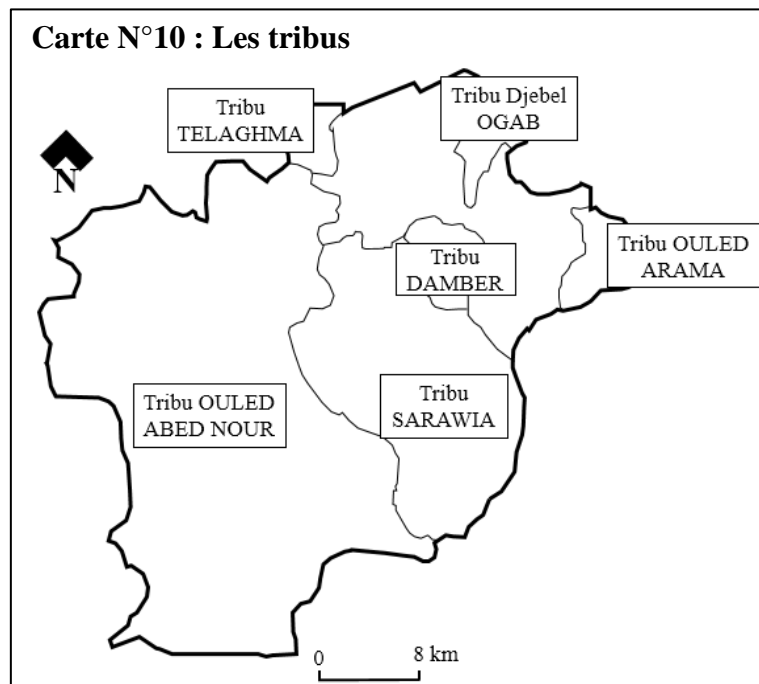 Carte N°10 : Les tribus
Tribu
TELAGHMA
Tribu Djebel
OGAB
N
Tribu OULED
ARAMA
Tribu
DAMBER
Tribu OULED
ABED NOUR
Tribu
SARAWIA
0 8 km